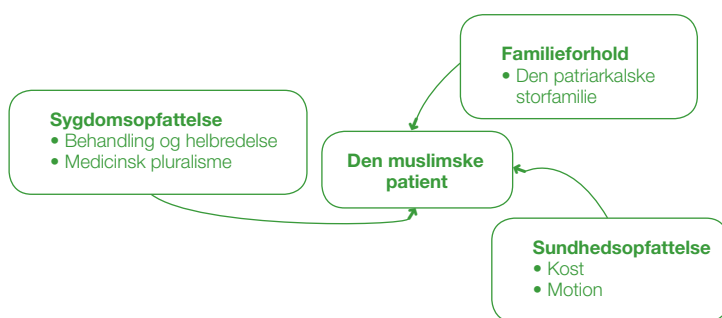 Familieforhold
• Den patriarkalske
storfamilie
Sygdomsopfattelse
• Behandling og helbredelse
• Medicinsk pluralisme
Den muslimske
patient
Sundhedsopfattelse
• Kost
• Motion